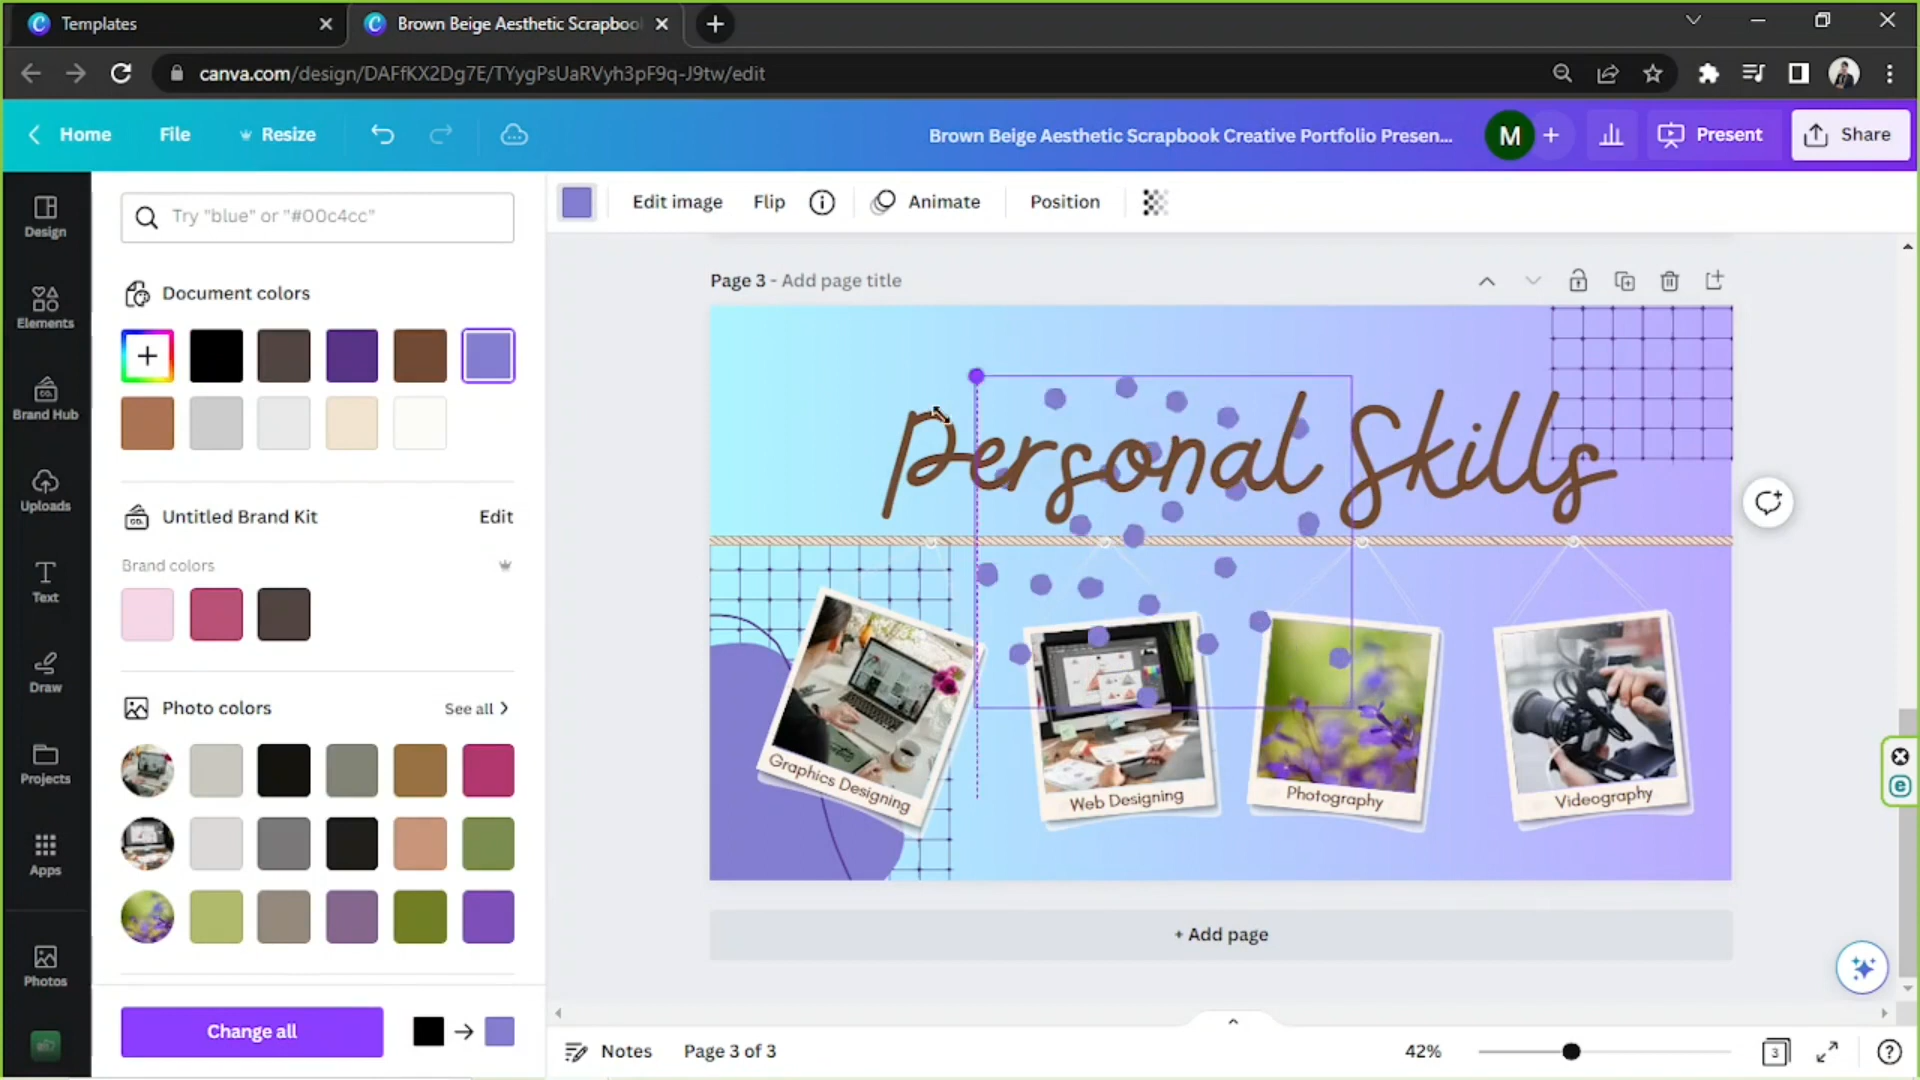 Templates
Brown Beige Aesthetic Scrapboo
canva.com/design/DAFfKX2Dg7E/TYygPsUaRVyh3pF9q-J9tw/edit
Home
File
Resize
Brown Beige Aesthetic Scrapbook Creative Portfolio Presen...
M
Present
Share
Design
Elements
Brand Hub
Uploads
Text
Draw
Projects
Apps
Photos
Try "blue" or "#00c4cc"
Document colors
Untitled Brand Kit
Edit
Brand colors
Photo colors
See all
Change all
Edit image
Flip
Animate
Position
Page 3 - Add page title
Personal Skills
Graphics Designing
Web Designing
Photography
Videography
+ Add page
Notes
Page 3 of 3
42%
3